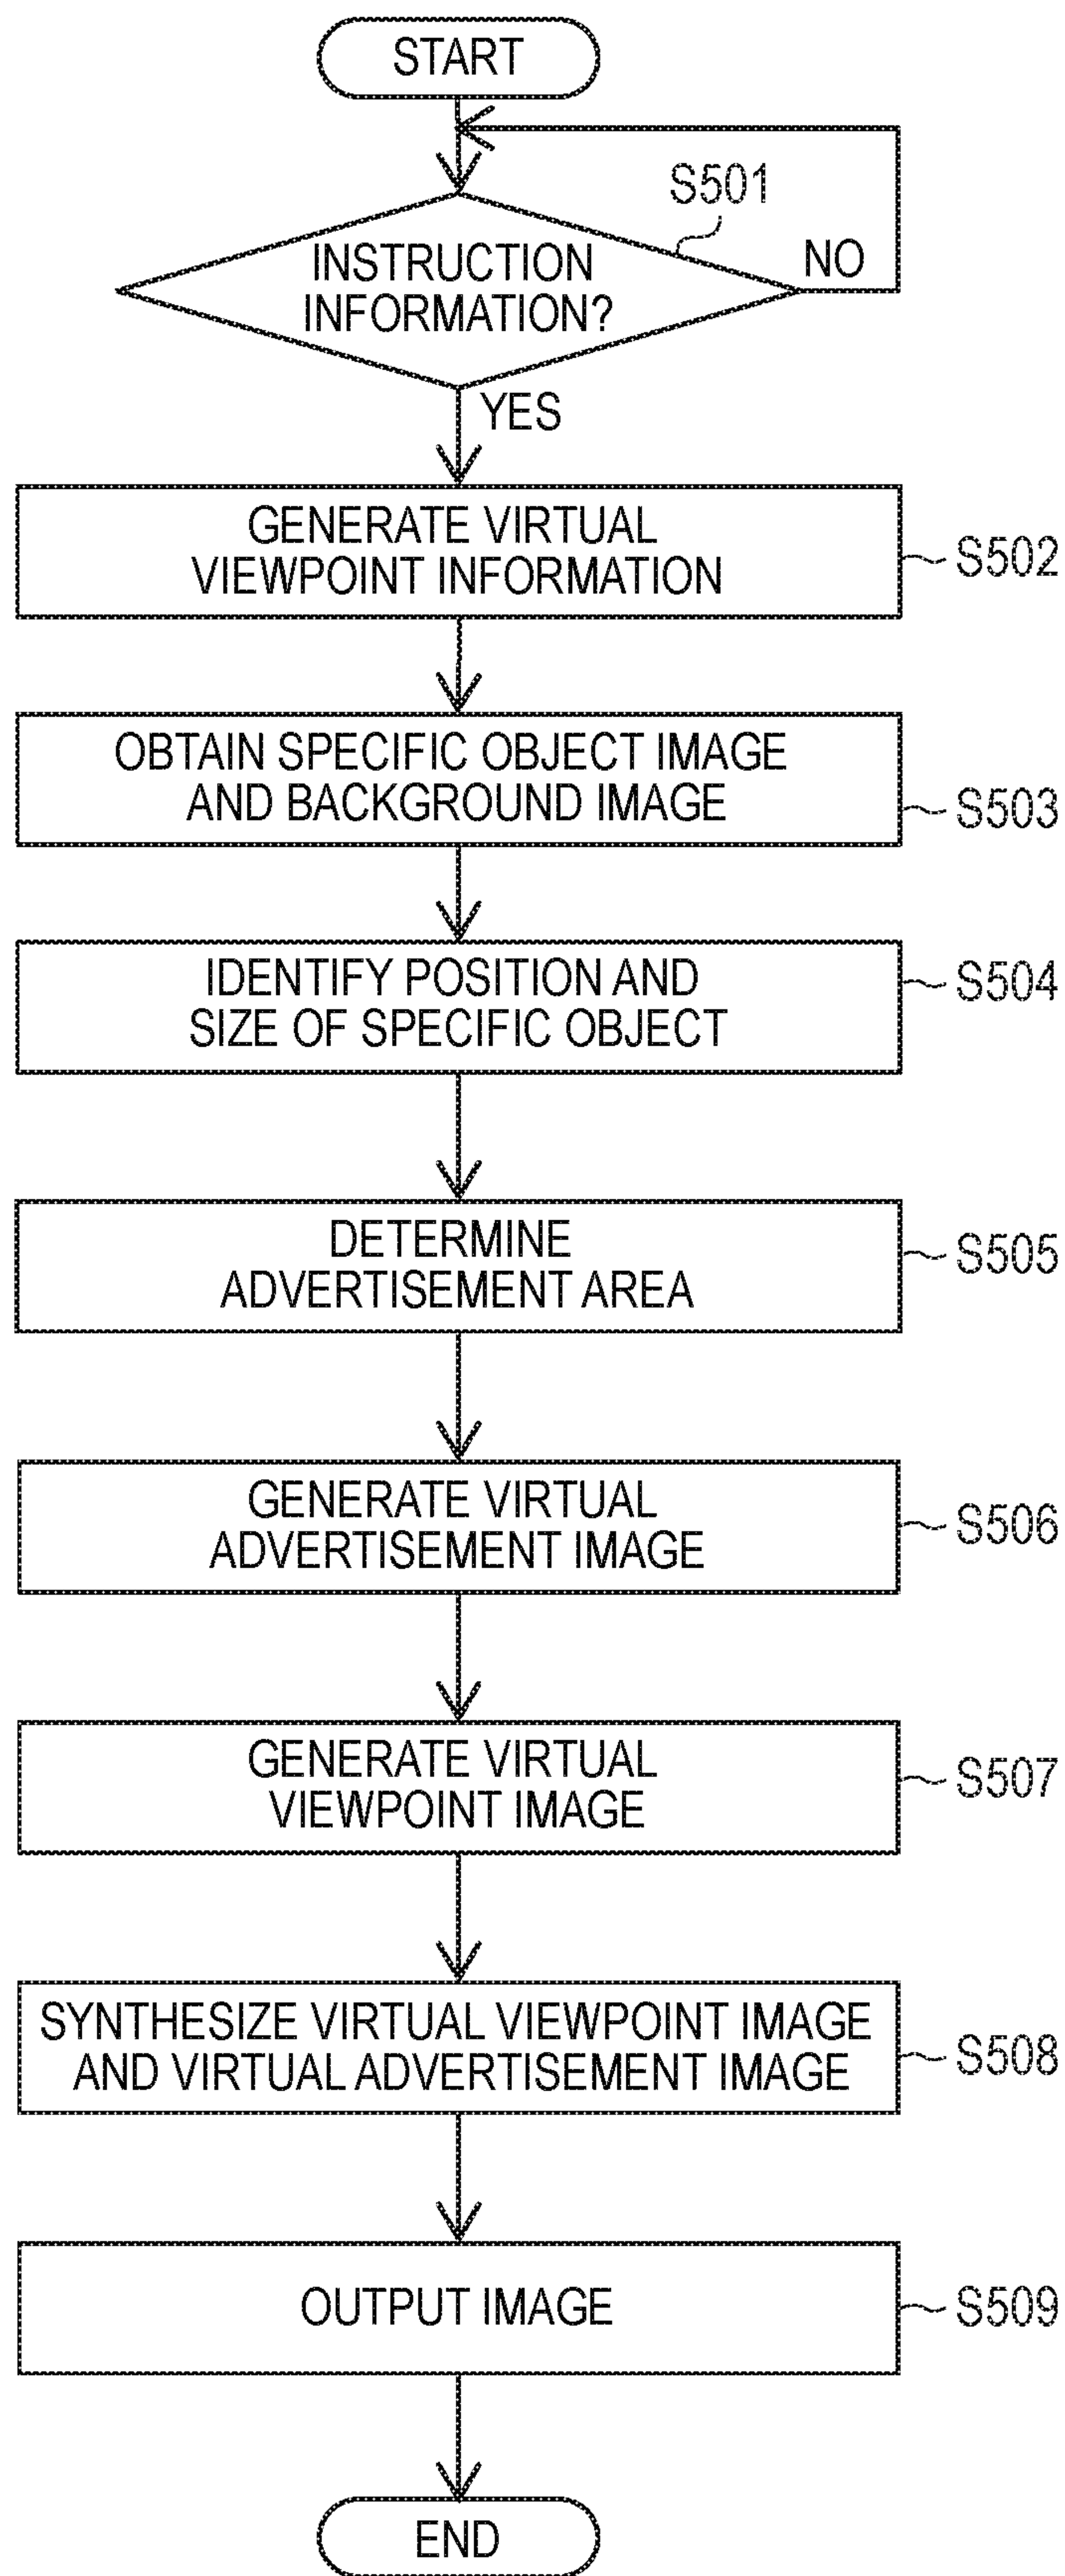 START
S501
INSTRUCTION
INFORMATION?
NO
YES
GENERATE VIRTUAL
VIEWPOINT INFORMATION
S502
OBTAIN SPECIFIC OBJECT IMAGE
AND BACKGROUND IMAGE
S503
IDENTIFY POSITION AND
SIZE OF SPECIFIC OBJECT
S504
DETERMINE
ADVERTISEMENT AREA
S505
GENERATE VIRTUAL
ADVERTISEMENT IMAGE
S506
GENERATE VIRTUAL
VIEWPOINT IMAGE
S507
SYNTHESIZE VIRTUAL VIEWPOINT IMAGE
AND VIRTUAL ADVERTISEMENT IMAGE
S508
OUTPUT IMAGE
S509
END